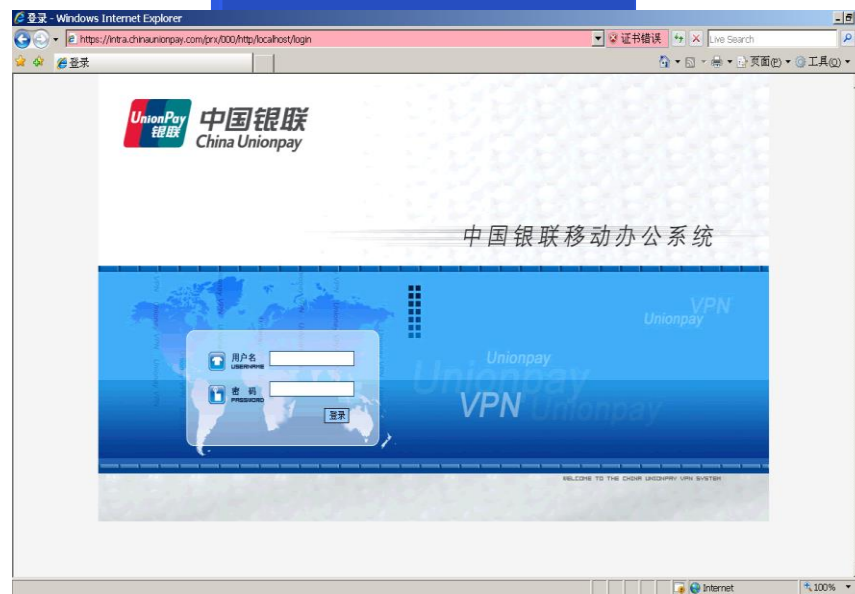 登录 - Windows Internet Explorer
https://intra.chinaunionpay.com/prx/000/http/localhost/login
证书错误
Live Search
登录
页面(P)
工具(O)
UnionPay
银联
中国银联
China Unionpay
中国银联移动办公系统
VPN
Unionpay
用户名
USERNAME
Unionpay
密 码
PASSWORD
Unionpay
VPN Unionpay
登录
WELCOME TO THE CHINA UNIONPAY VPN SYSTEM
Internet
100%